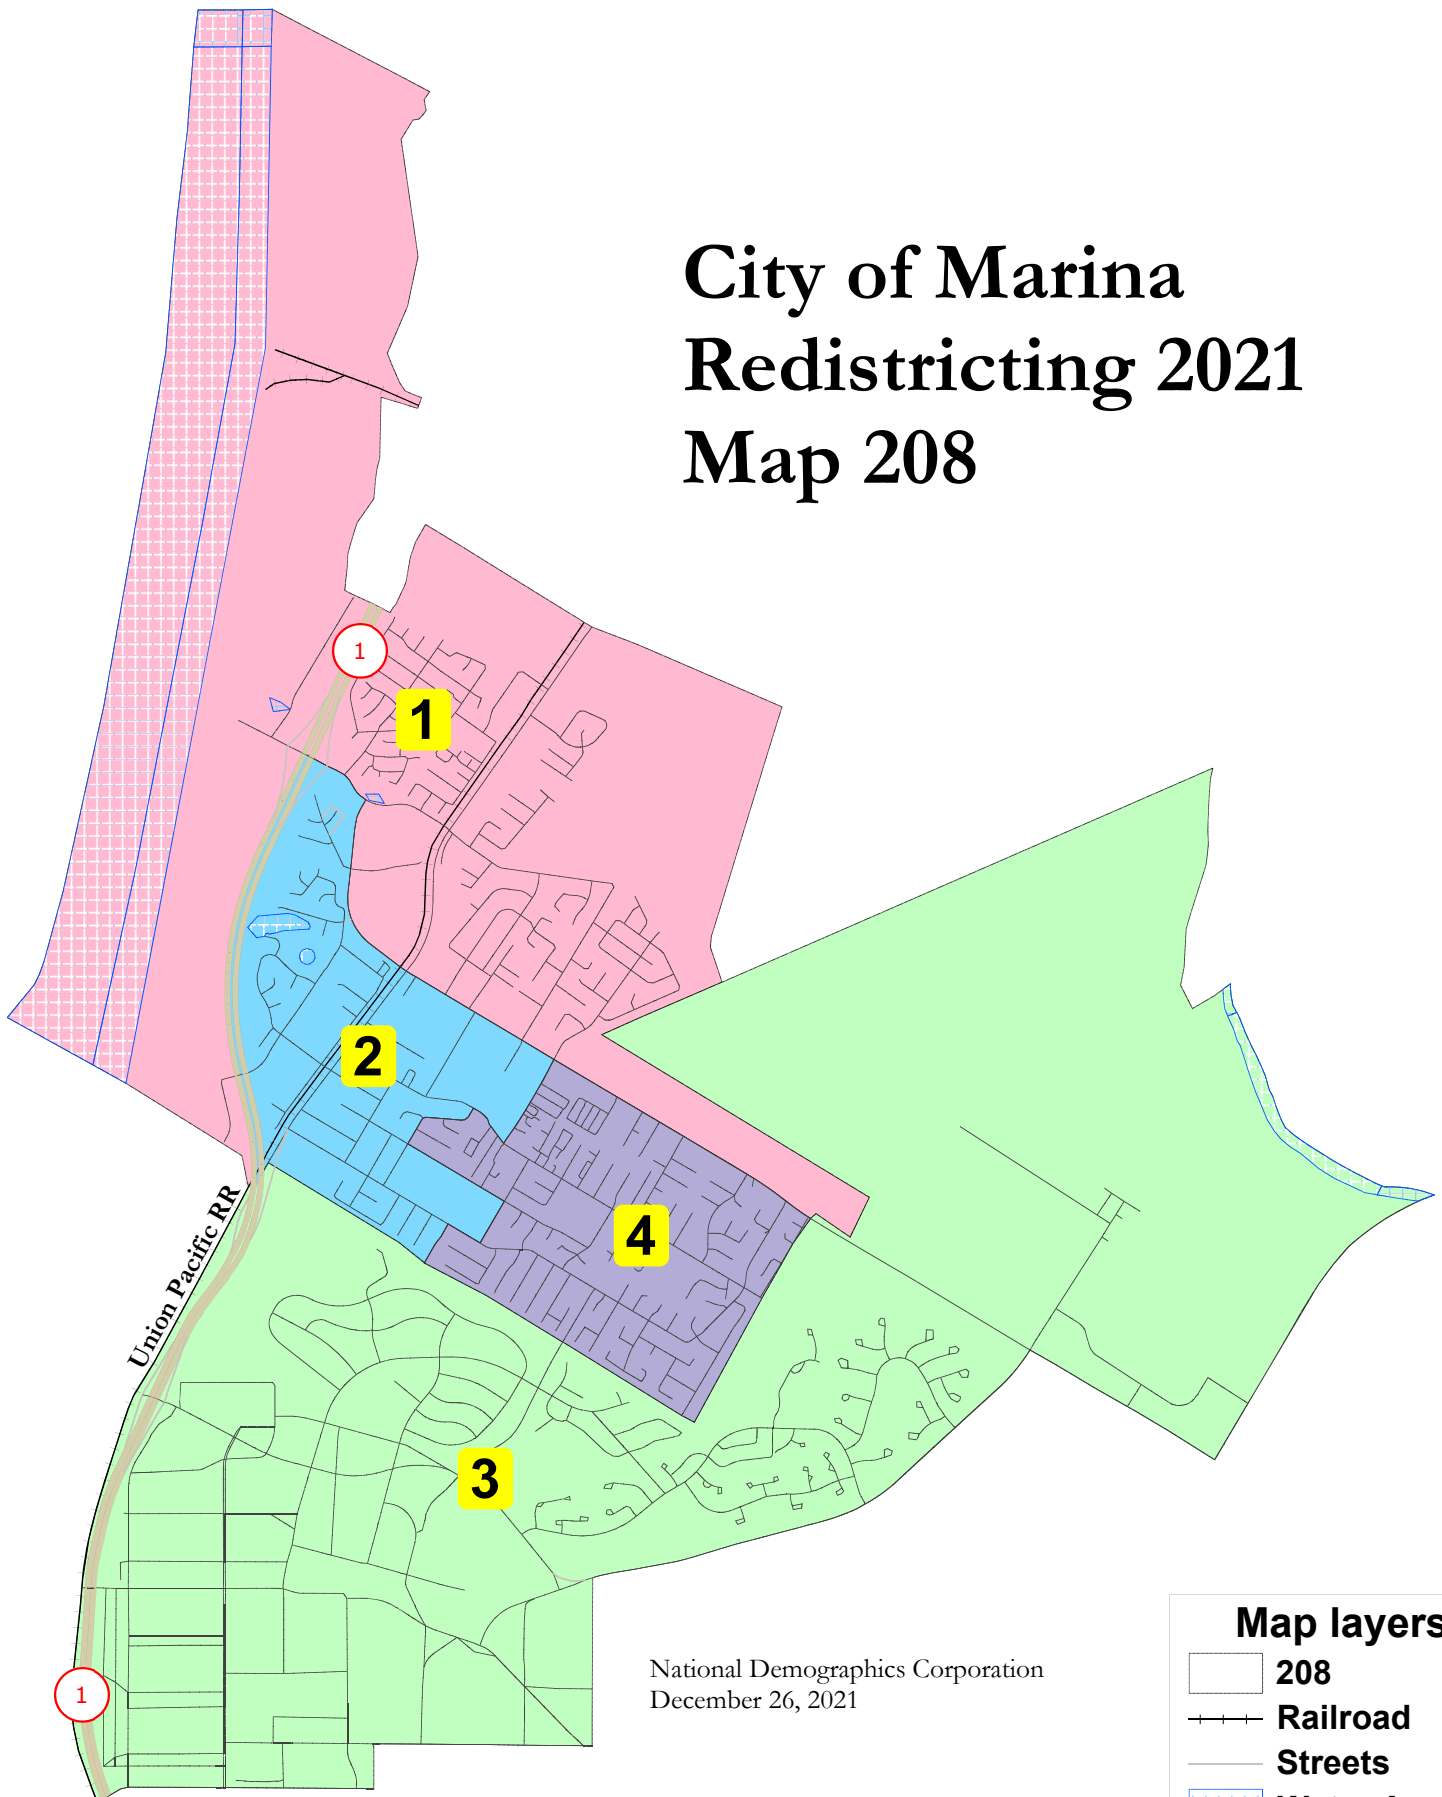 City of Marina
Redistricting 2021
Map 208
1
1
2
4
Union Pacific RR
3
1
National Demographics Corporation
December 26, 2021
Map layers
208
Railroad
Streets